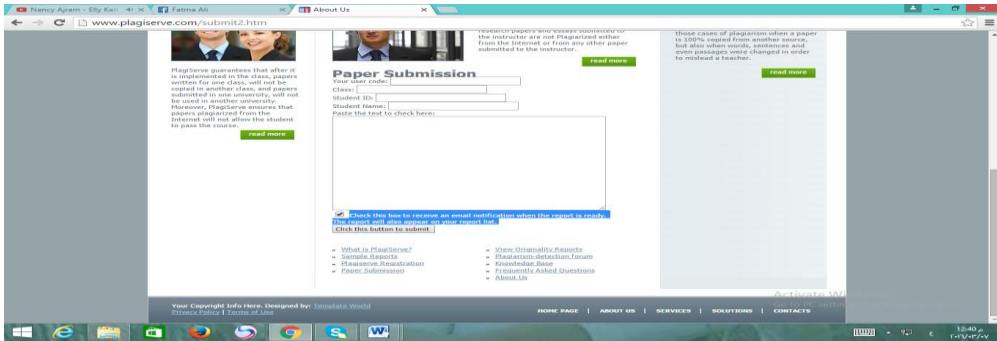 Nancy Ajram - Elly Kan
Fatma Ali
About Us
www.plagiserve.com/submit2.htm
PlagiServe guarantees that after it
is implemented in the class, papers
written for one class, will not be
copied in another class, and papers
submitted in one university, will not
be used in another university.
Moreover, PlagiServe ensures that
papers plagiarized from the
Internet will not allow the student
to pass the course.
read more
research papers and essays submitted to
the instructor are not Plagiarized either
from the Internet or from any other paper
submitted to the instructor.
read more
Paper Submission
Your user code:
Class:
Student ID:
Student Name:
Paste the text to check here:
Check this box to receive an email notification when the report is ready.
The report will also appear on your report list.
Click this button to submit
What is PlagiServe?
Sample Reports
Plagiserve Registration
Paper Submission
View Originality Reports
Plagiarism-detection forum
Knowledge Base
Frequently Asked Questions
About Us
those cases of plagiarism when a paper
is 100% copied from another source,
but also when words, sentences and
even passages were changed in order
to mislead a teacher.
read more
Activate Wi
Go to PC settin
Your Copyright Info Here. Designed by: Template World
Privacy Policy | Terms of Use
HOME PAGE | ABOUT US | SERVICES | SOLUTIONS | CONTACTS
ع
12:40 م